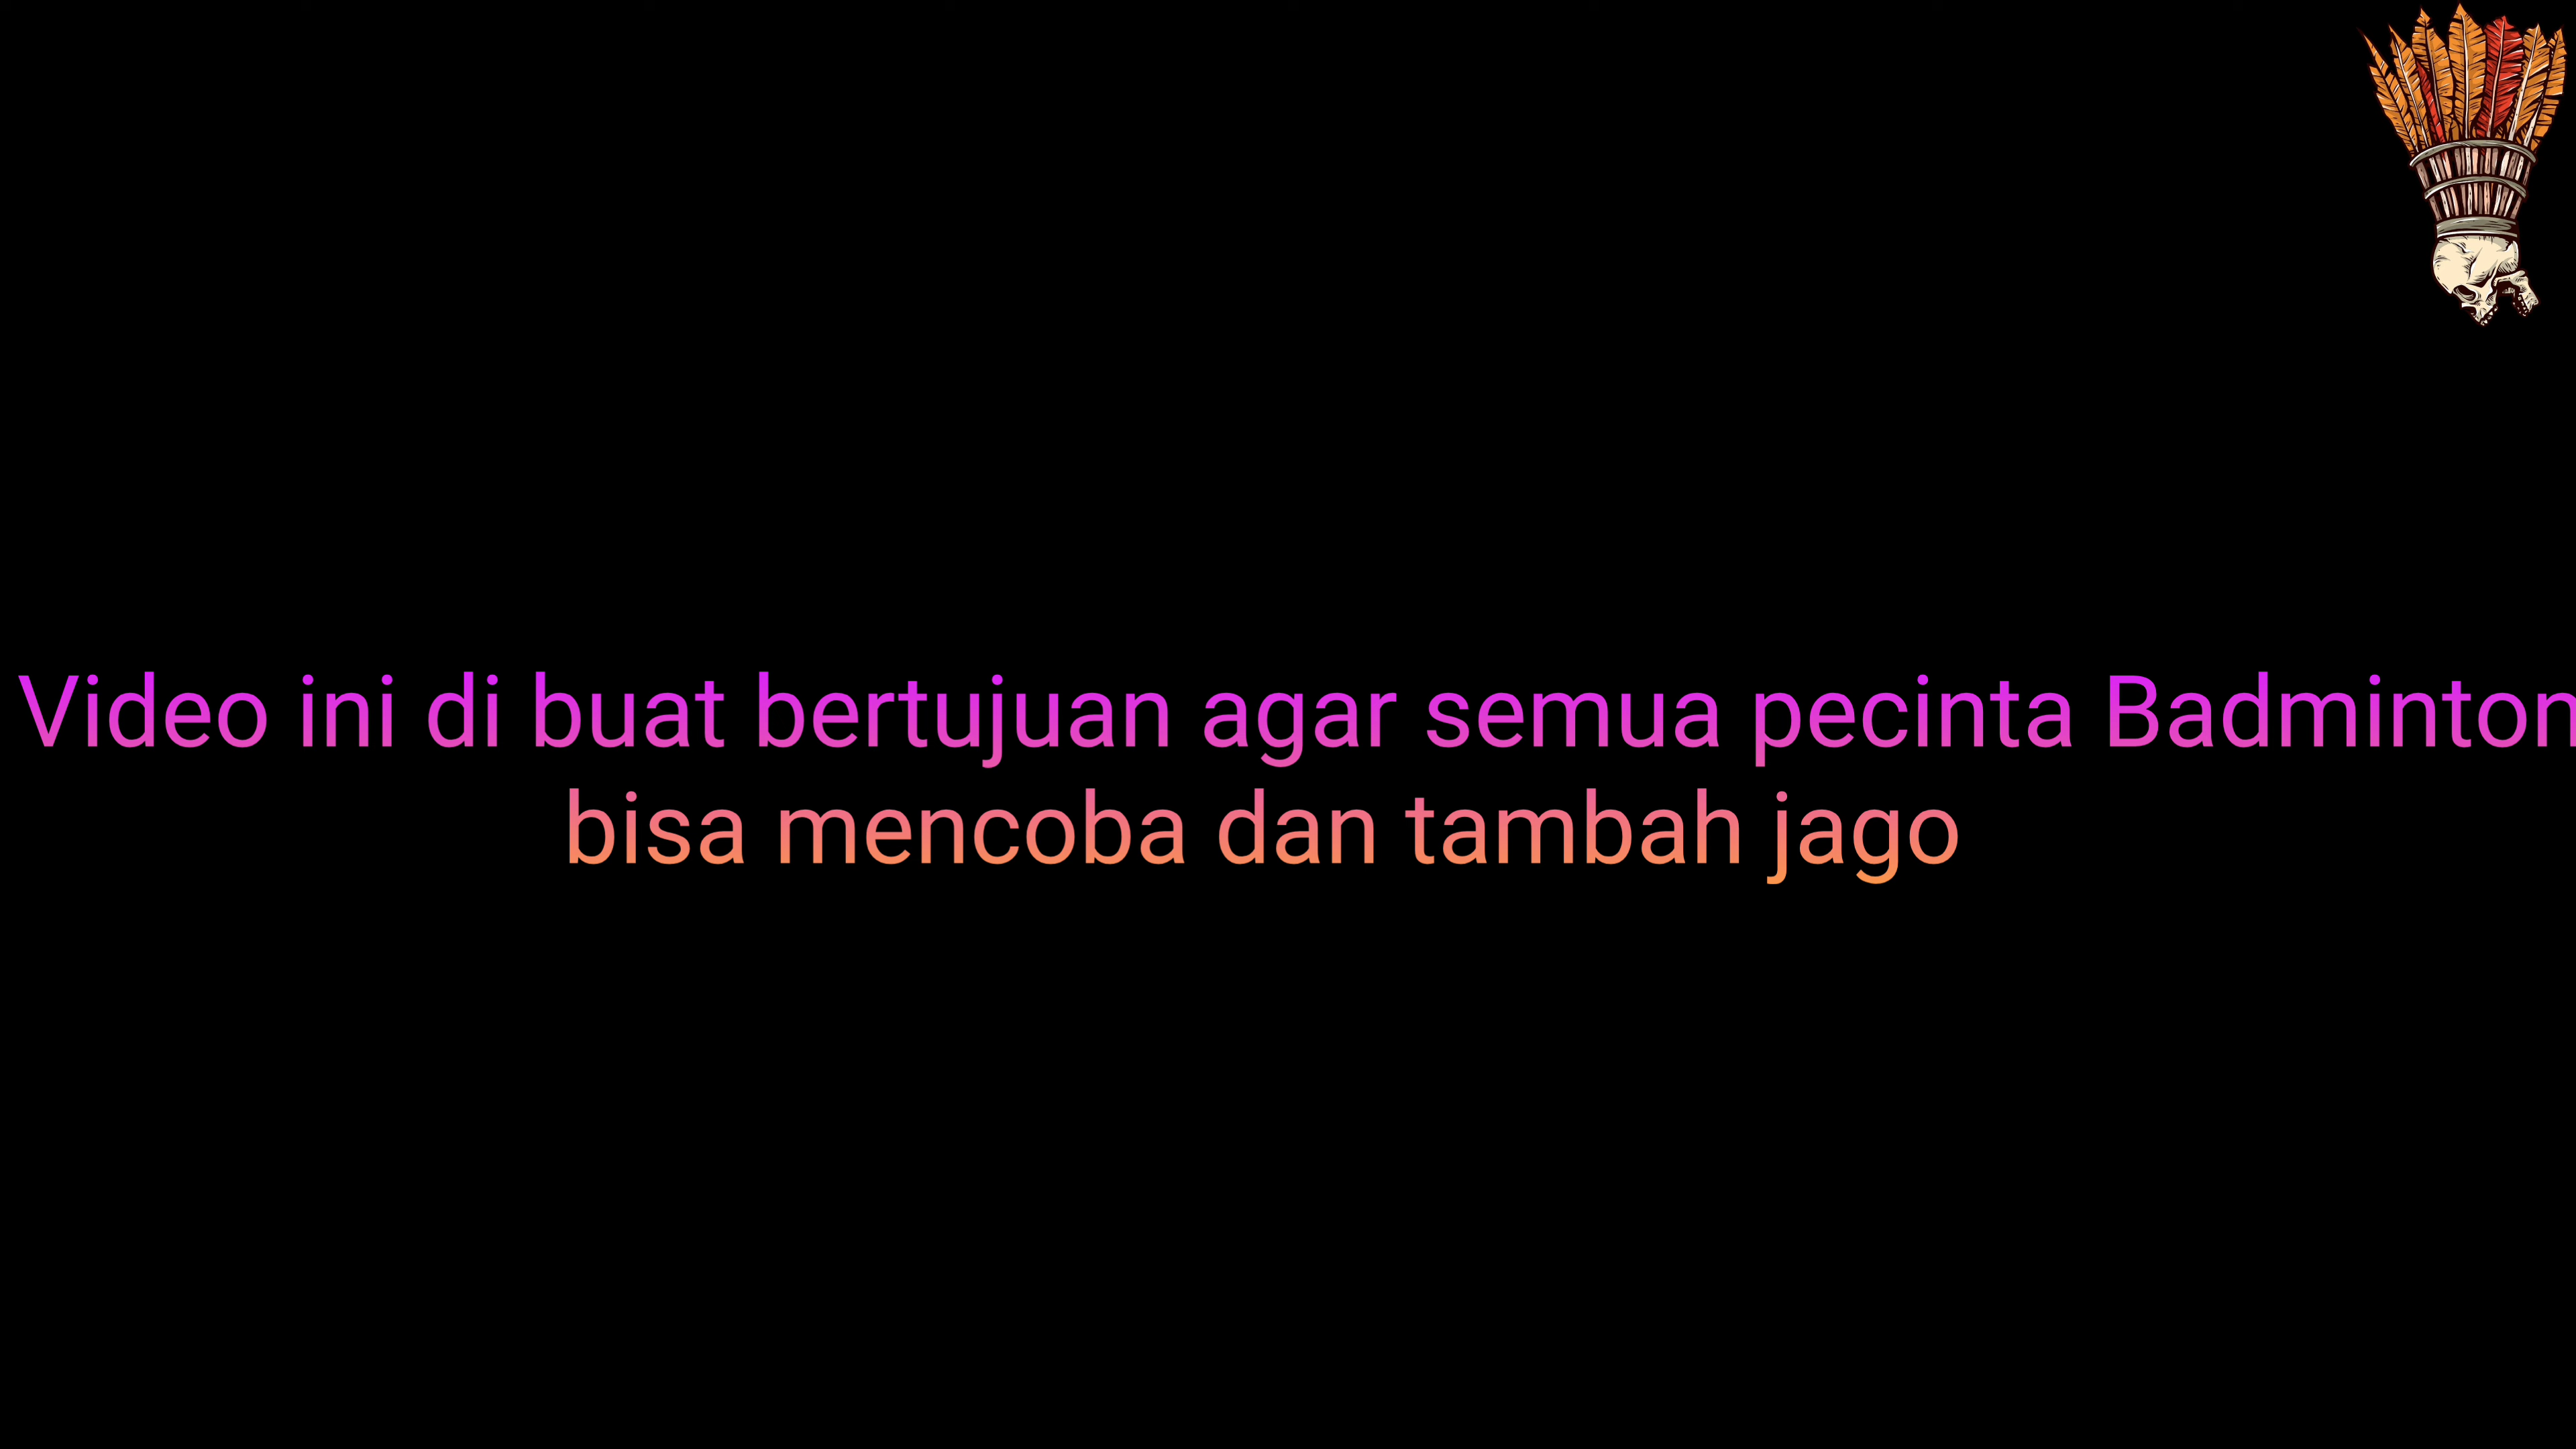 Video ini di buat bertujuan agar semua pecinta Badminton
bisa mencoba dan tambah jago